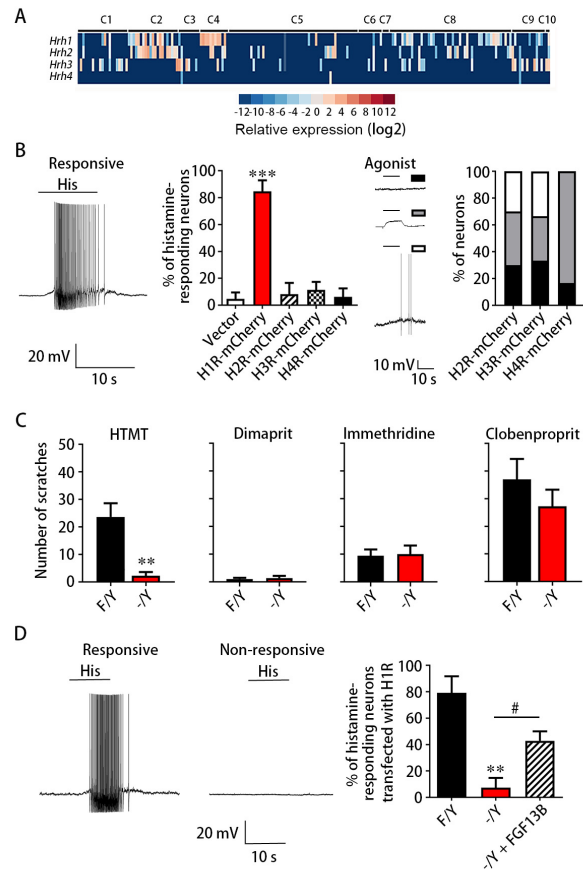 A
C1 C2 C3 C4 C5 C6 C7 C8 C9 C10
Hrh1
Hrh2
Hrh3
Hrh4
-12 -10 -8 -6 -4 -2 0 2 4 6 8 10 12
Relative expression (log2)
B
Responsive
His
20 mV
10 s
% of histamine-
responding neurons
100
80
60
40
20
0
***
Vector
H1R-mCherry
H2R-mCherry
H3R-mCherry
H4R-mCherry
Agonist
10 mV
10 s
% of neurons
100
80
60
40
20
0
H2R-mCherry
H3R-mCherry
H4R-mCherry
C
HTMT
Dimaprit
Immethridine
Clobenproprit
Number of scratches
50
40
30
20
10
0
**
F/Y
-/Y
F/Y
-/Y
F/Y
-/Y
F/Y
-/Y
D
Responsive
His
Non-responsive
His
20 mV
10 s
% of histamine-
responding neurons
transfected with H1R
100
80
60
40
20
0
**
#
F/Y
-/Y
-/Y + FGF13B